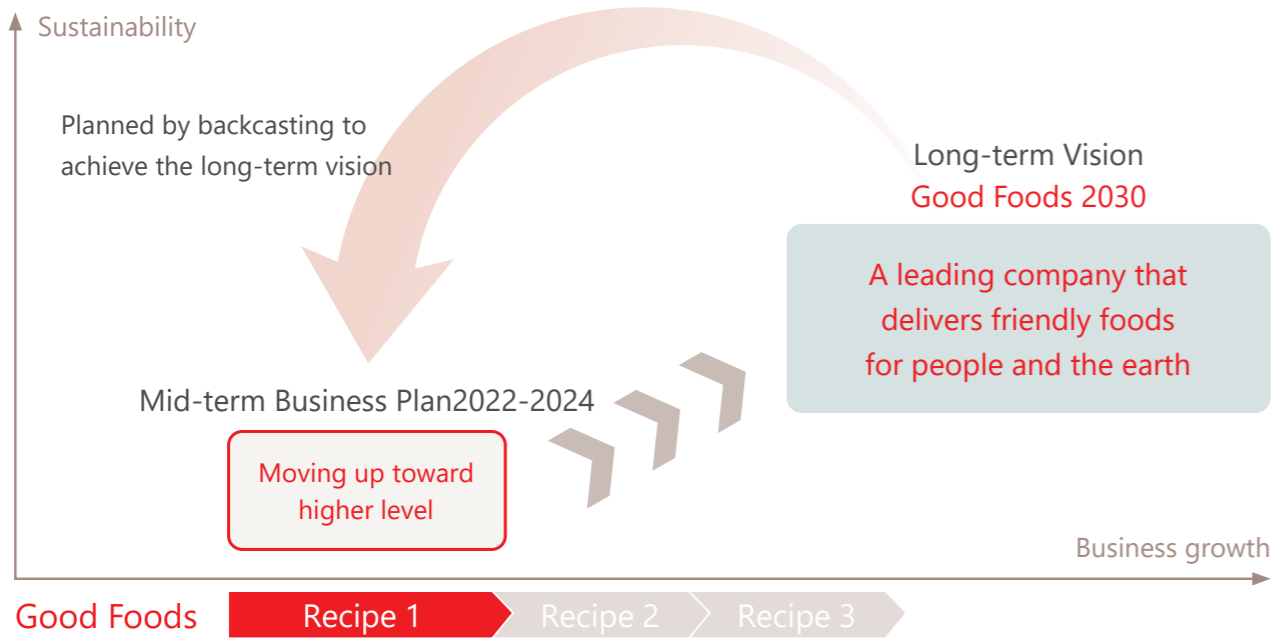 Sustainability
Planned by backcasting to
achieve the long-term vision
Long-term Vision
Good Foods 2030
A leading company that
delivers friendly foods
for people and the earth
Mid-term Business Plan2022-2024
Moving up toward
higher level
Business growth
Good Foods Recipe 1 Recipe 2 Recipe 3